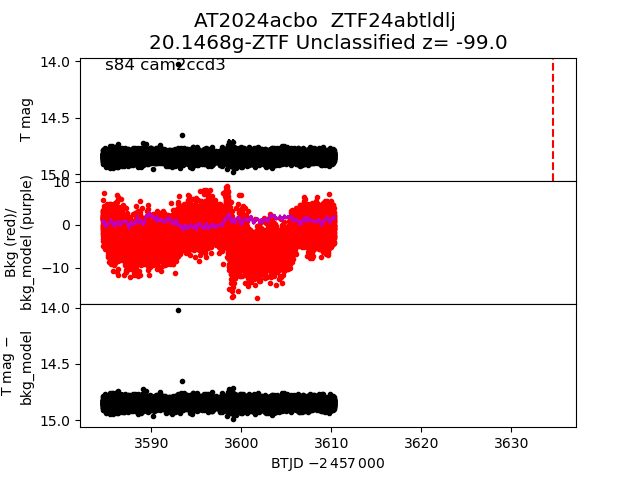 AT2024acbo  ZTF24abtldlj
20.1468g-ZTF Unclassified z= -99.0
s84 cam2ccd3
14.0
14.5
15.0
T mag
10
0
−10
Bkg (red)/
bkg_model (purple)
14.0
14.5
15.0
T mag −
bkg_model
3590
3600
3610
3620
3630
BTJD −2 457 000